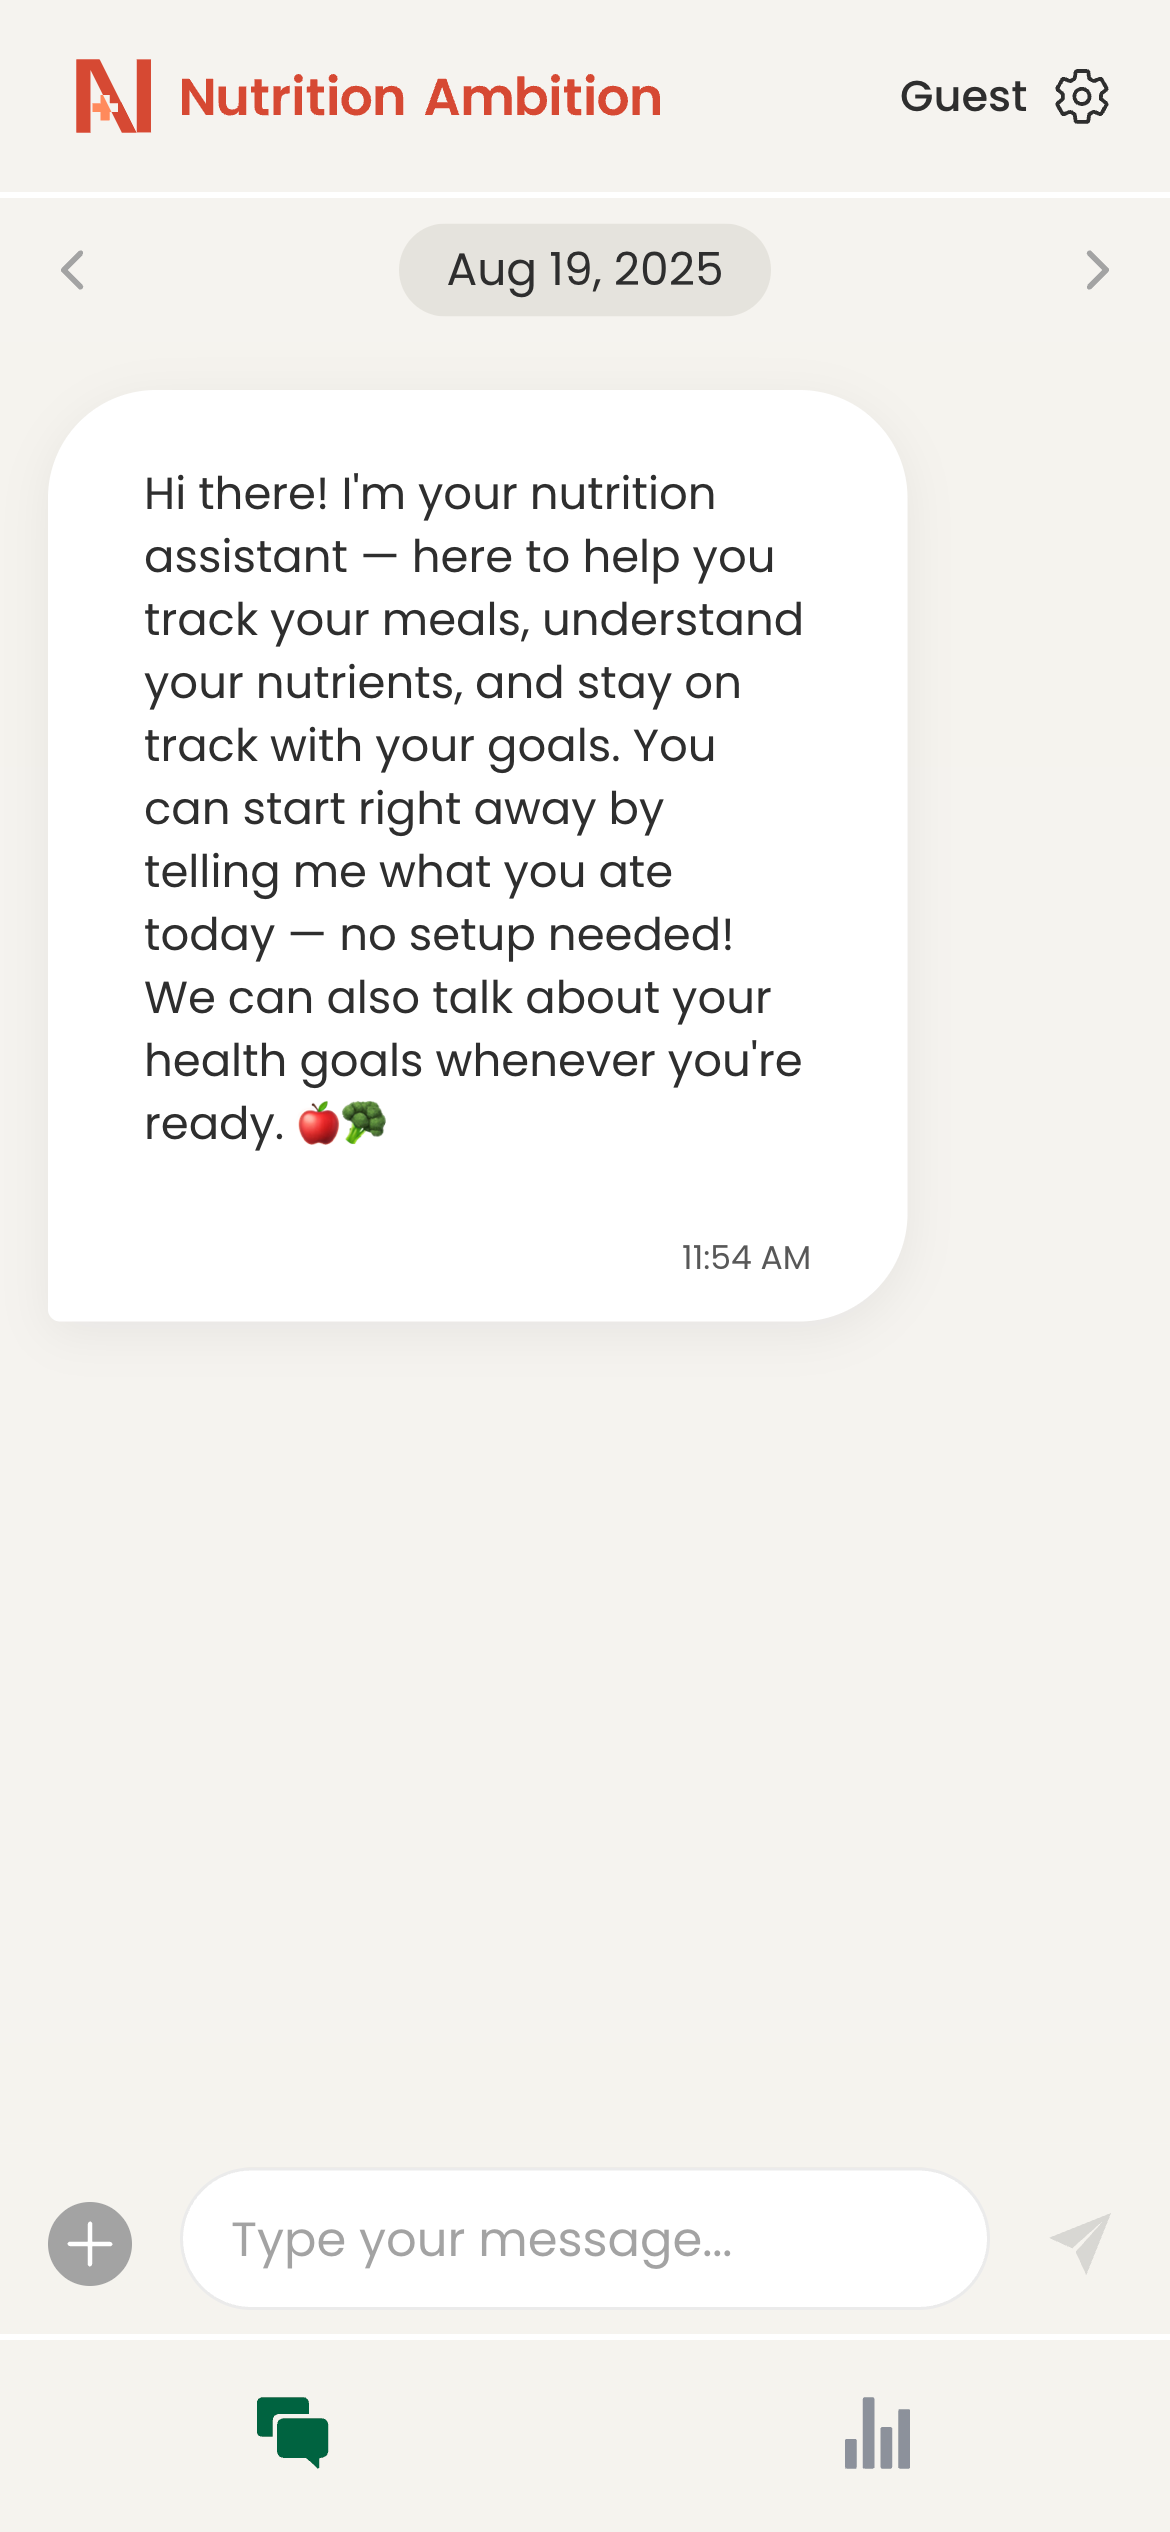 Nutrition Ambition
Guest
Aug 19, 2025
Hi there! I'm your nutrition
assistant — here to help you
track your meals, understand
your nutrients, and stay on
track with your goals. You
can start right away by
telling me what you ate
today — no setup needed!
We can also talk about your
health goals whenever you're
ready. 🍎🥦
11:54 AM
Type your message...